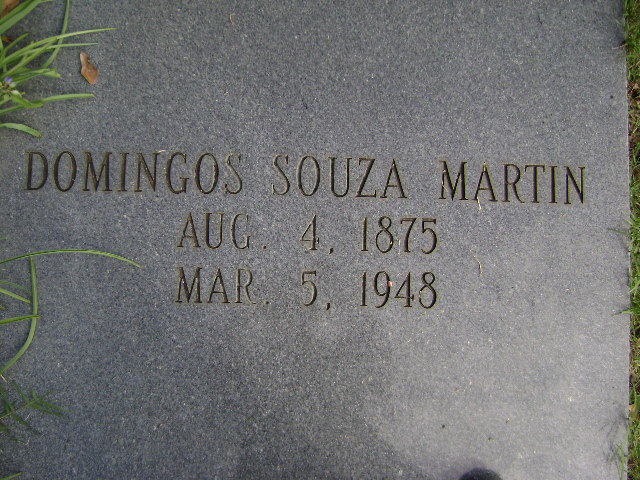 DOMINGOS SOUZA MARTIN
AUG. 4, 1875
MAR. 5, 1948